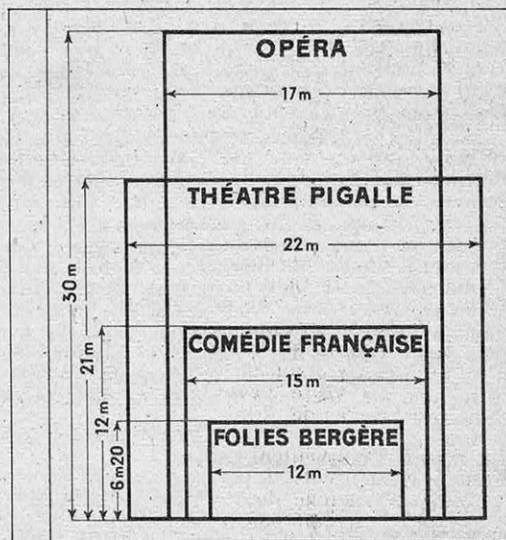 OPÉRA
17m
THÉATRE PIGALLE
22m
30m
21m
COMÉDIE FRANÇAISE
12m
15m
FOLIES BERGÈRE
6m20
12m